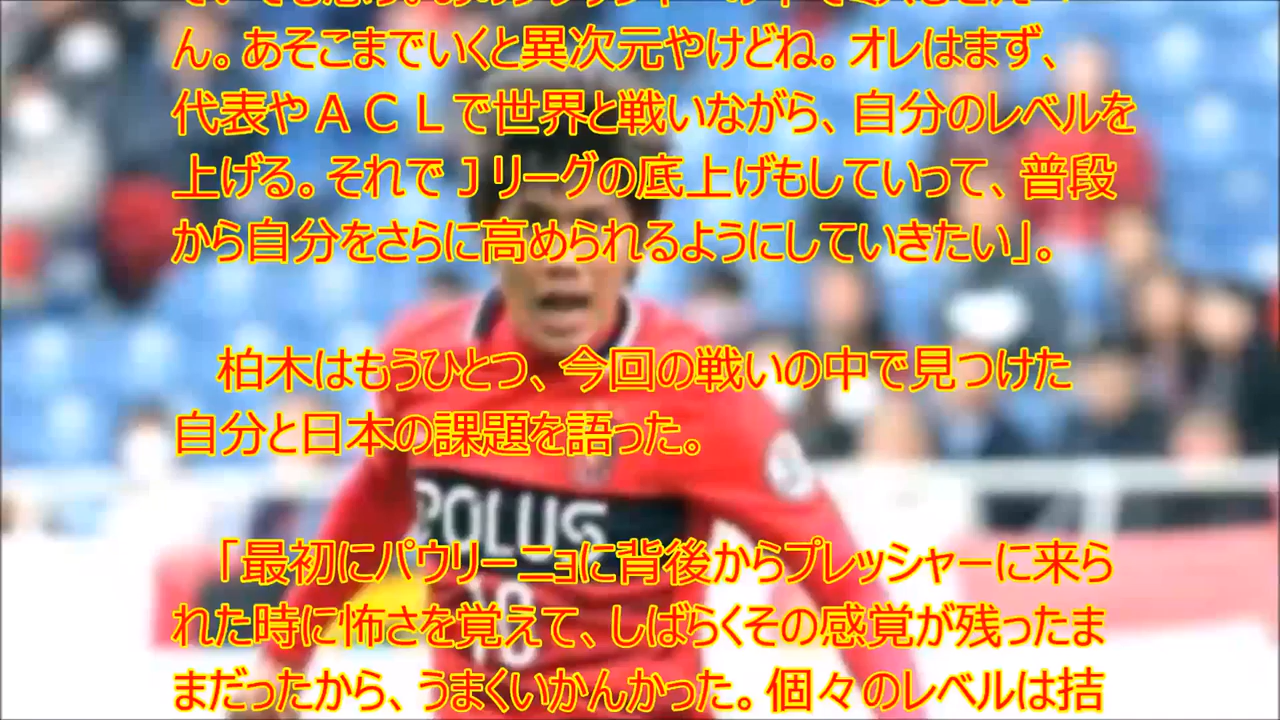 ん。あそこまでいくと異次元やけどね。オレはまず、
代表やＡＣＬで世界と戦いながら、自分のレベルを
上げる。それでＪリーグの底上げもしていって、普段
から自分をさらに高められるようにしていきたい」。
柏木はもうひとつ、今回の戦いの中で見つけた
自分と日本の課題を語った。
POLUS
「最初にパウリーニョに背後からプレッシャーに来ら
れた時に怖さを覚えて、しばらくその感覚が残ったま
まだったから、うまくいかんかった。個々のレベルは拮